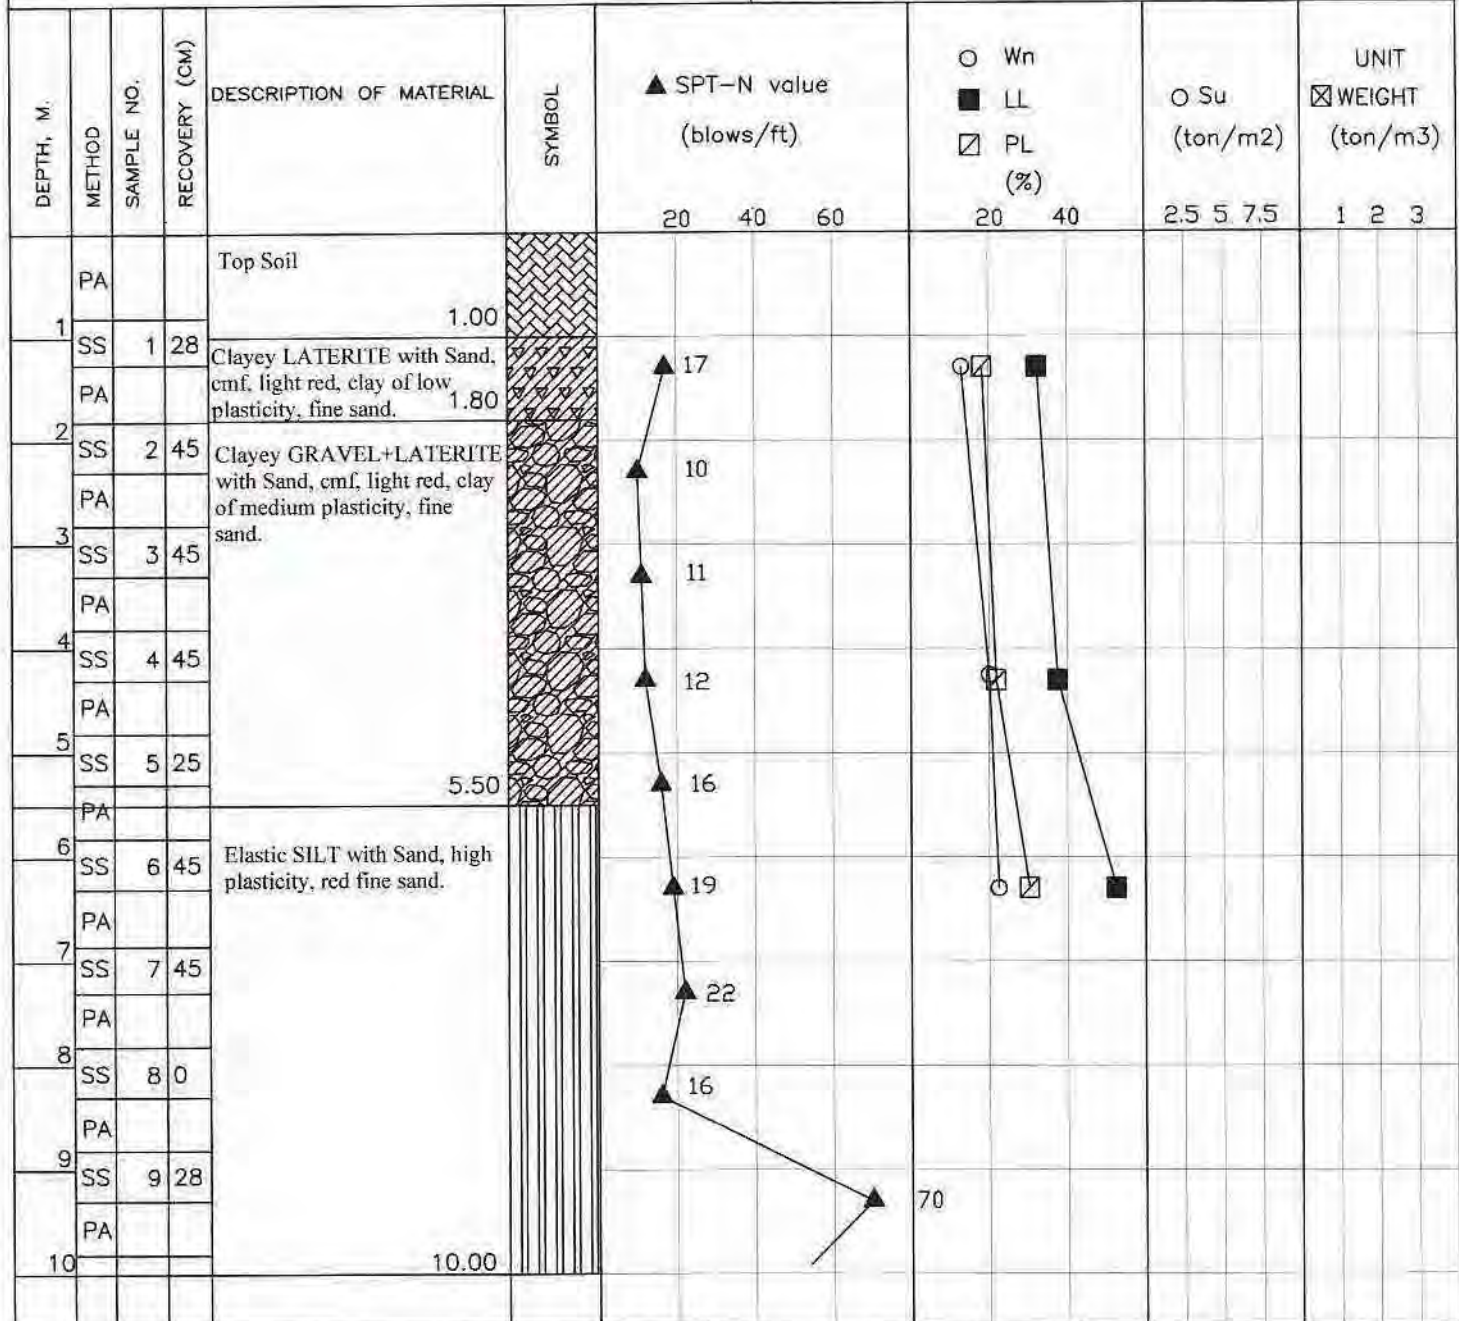 DEPTH, M.
METHOD
SAMPLE NO.
RECOVERY (CM)
DESCRIPTION OF MATERIAL
SYMBOL
SPT-N value
(blows/ft)
20 40 60
Wn
LL
PL
(%)
20 40
Su
(ton/m2)
2.5 5 7.5
UNIT
WEIGHT
(ton/m3)
1 2 3
PA
Top Soil
1.00
1
SS 1 28
Clayey LATERITE with Sand,
cmf, light red, clay of low
plasticity, fine sand.
1.80
17
PA
2
SS 2 45
Clayey GRAVEL+LATERITE
with Sand, cmf, light red, clay
of medium plasticity, fine
sand.
10
PA
3
SS 3 45
11
PA
4
SS 4 45
12
PA
5
SS 5 25
5.50
16
PA
6
SS 6 45
Elastic SILT with Sand, high
plasticity, red fine sand.
19
PA
7
SS 7 45
22
PA
8
SS 8 0
16
PA
9
SS 9 28
70
PA
10
10.00